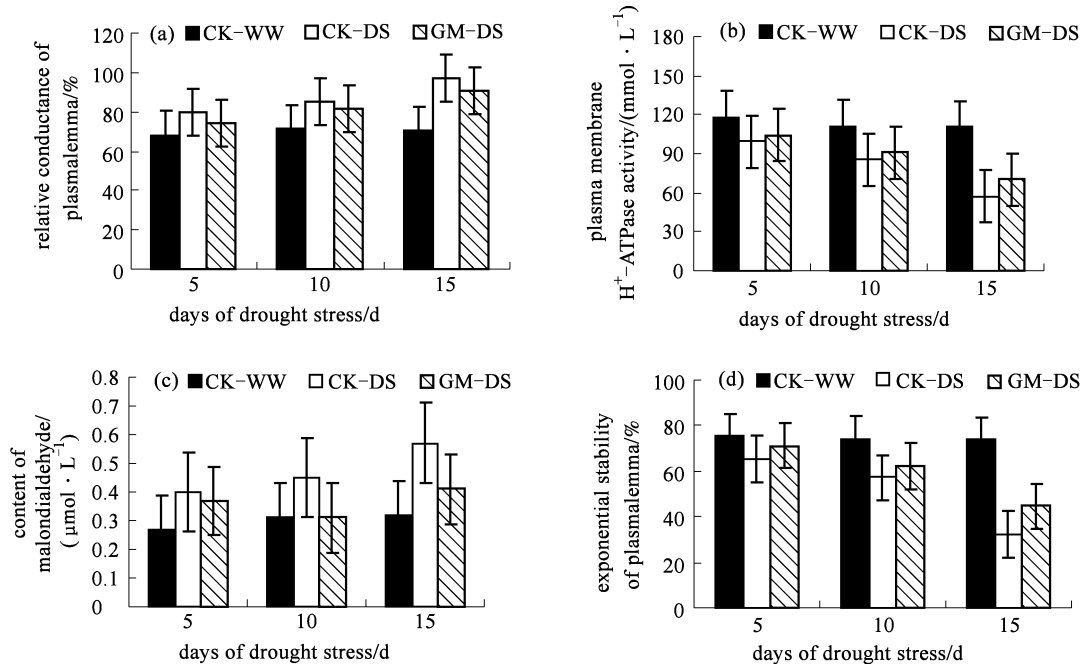 (a) CK-WW CK-DS GM-DS
120
100
80
60
40
20
0
relative conductance of
plasmalemma/%
5 10 15
days of drought stress/d
(b) CK-WW CK-DS GM-DS
180
150
120
90
60
30
0
plasma membrane
H⁺-ATPase activity/(mmol · L⁻¹)
5 10 15
days of drought stress/d
(c) CK-WW CK-DS GM-DS
0.8
0.7
0.6
0.5
0.4
0.3
0.2
0.1
0
content of
malondialdehyde/
(μmol · L⁻¹)
5 10 15
days of drought stress/d
(d) CK-WW CK-DS GM-DS
100
80
60
40
20
0
exponential stability
of plasmalemma/%
5 10 15
days of drought stress/d